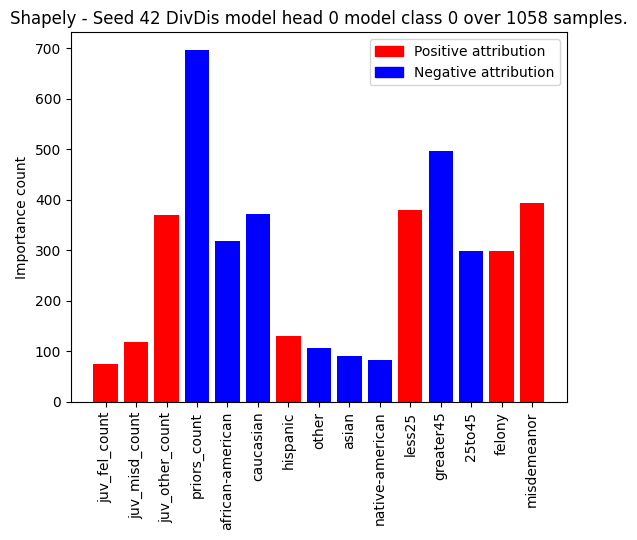 Shapely - Seed 42 DivDis model head 0 model class 0 over 1058 samples.
Positive attribution
Negative attribution
Importance count
700
600
500
400
300
200
100
0
juv_fel_count
juv_misd_count
juv_other_count
priors_count
african-american
caucasian
hispanic
other
asian
native-american
less25
greater45
25to45
felony
misdemeanor